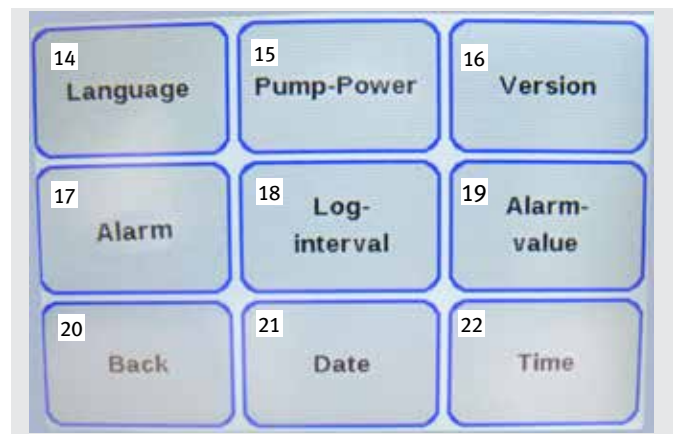 14
Language
15
Pump-Power
16
Version
17
Alarm
18
Log-
interval
19
Alarm-
value
20
Back
21
Date
22
Time